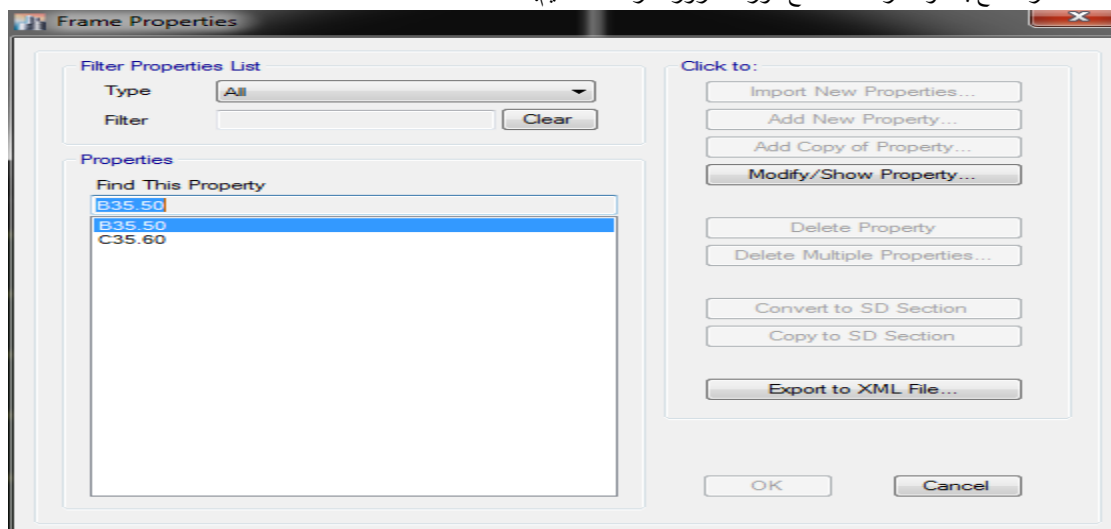 Frame Properties
Filter Properties List
Type All
Filter Clear
Properties
Find This Property
B35.50
B35.50
C35.60
Click to:
Import New Properties...
Add New Property...
Add Copy of Property...
Modify/Show Property...
Delete Property
Delete Multiple Properties...
Convert to SD Section
Copy to SD Section
Export to XML File...
OK Cancel